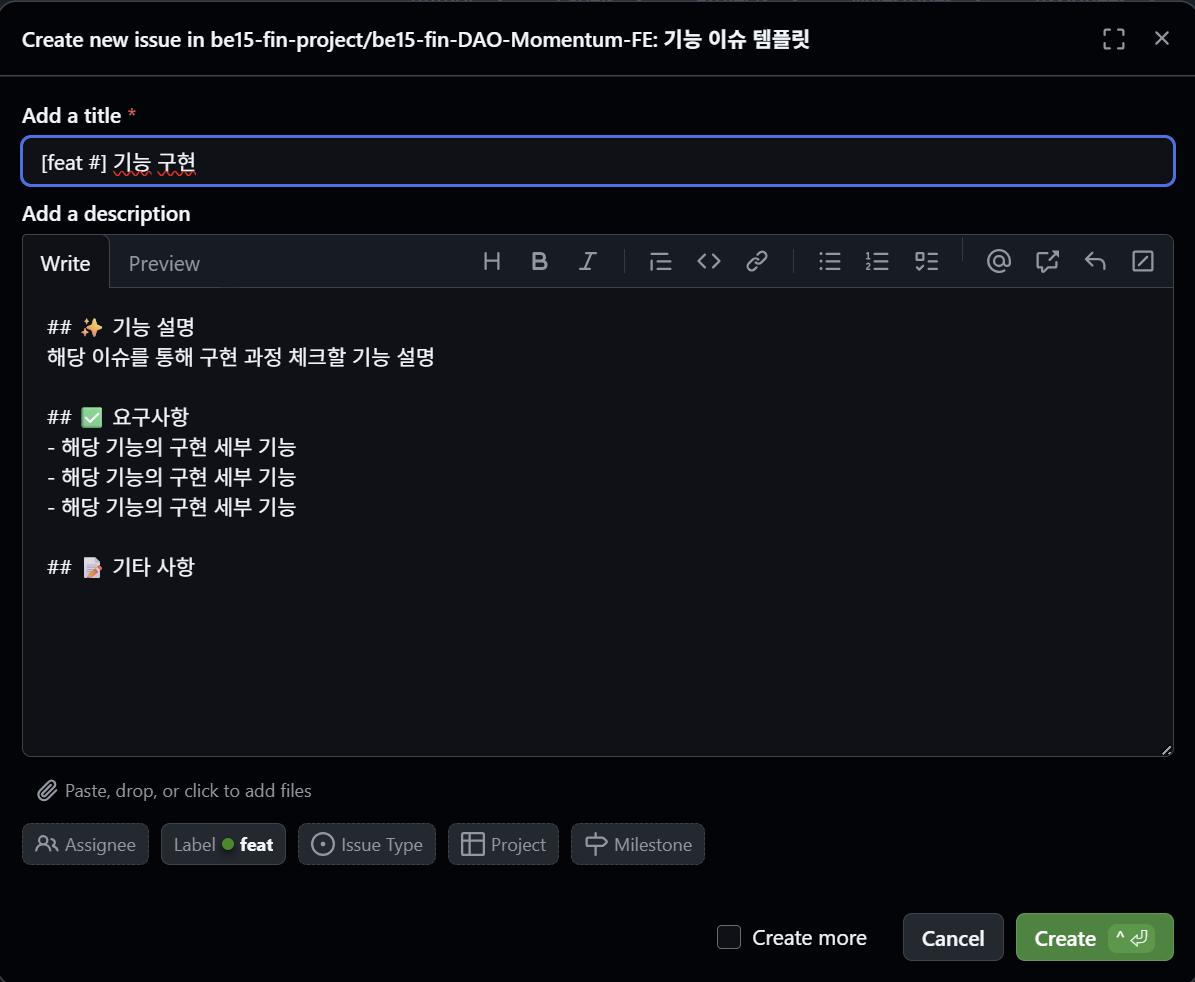 Create new issue in be15-fin-project/be15-fin-DAO-Momentum-FE: 기능 이슈 템플릿
Add a title *
[feat #] 기능 구현
Add a description
Write
Preview
## ✨ 기능 설명
해당 이슈를 통해 구현 과정 체크할 기능 설명
## ✅ 요구사항
- 해당 기능의 구현 세부 기능
- 해당 기능의 구현 세부 기능
- 해당 기능의 구현 세부 기능
## 📝 기타 사항
Paste, drop, or click to add files
Assignee
Label feat
Issue Type
Project
Milestone
Create more
Cancel
Create ^ ⏎